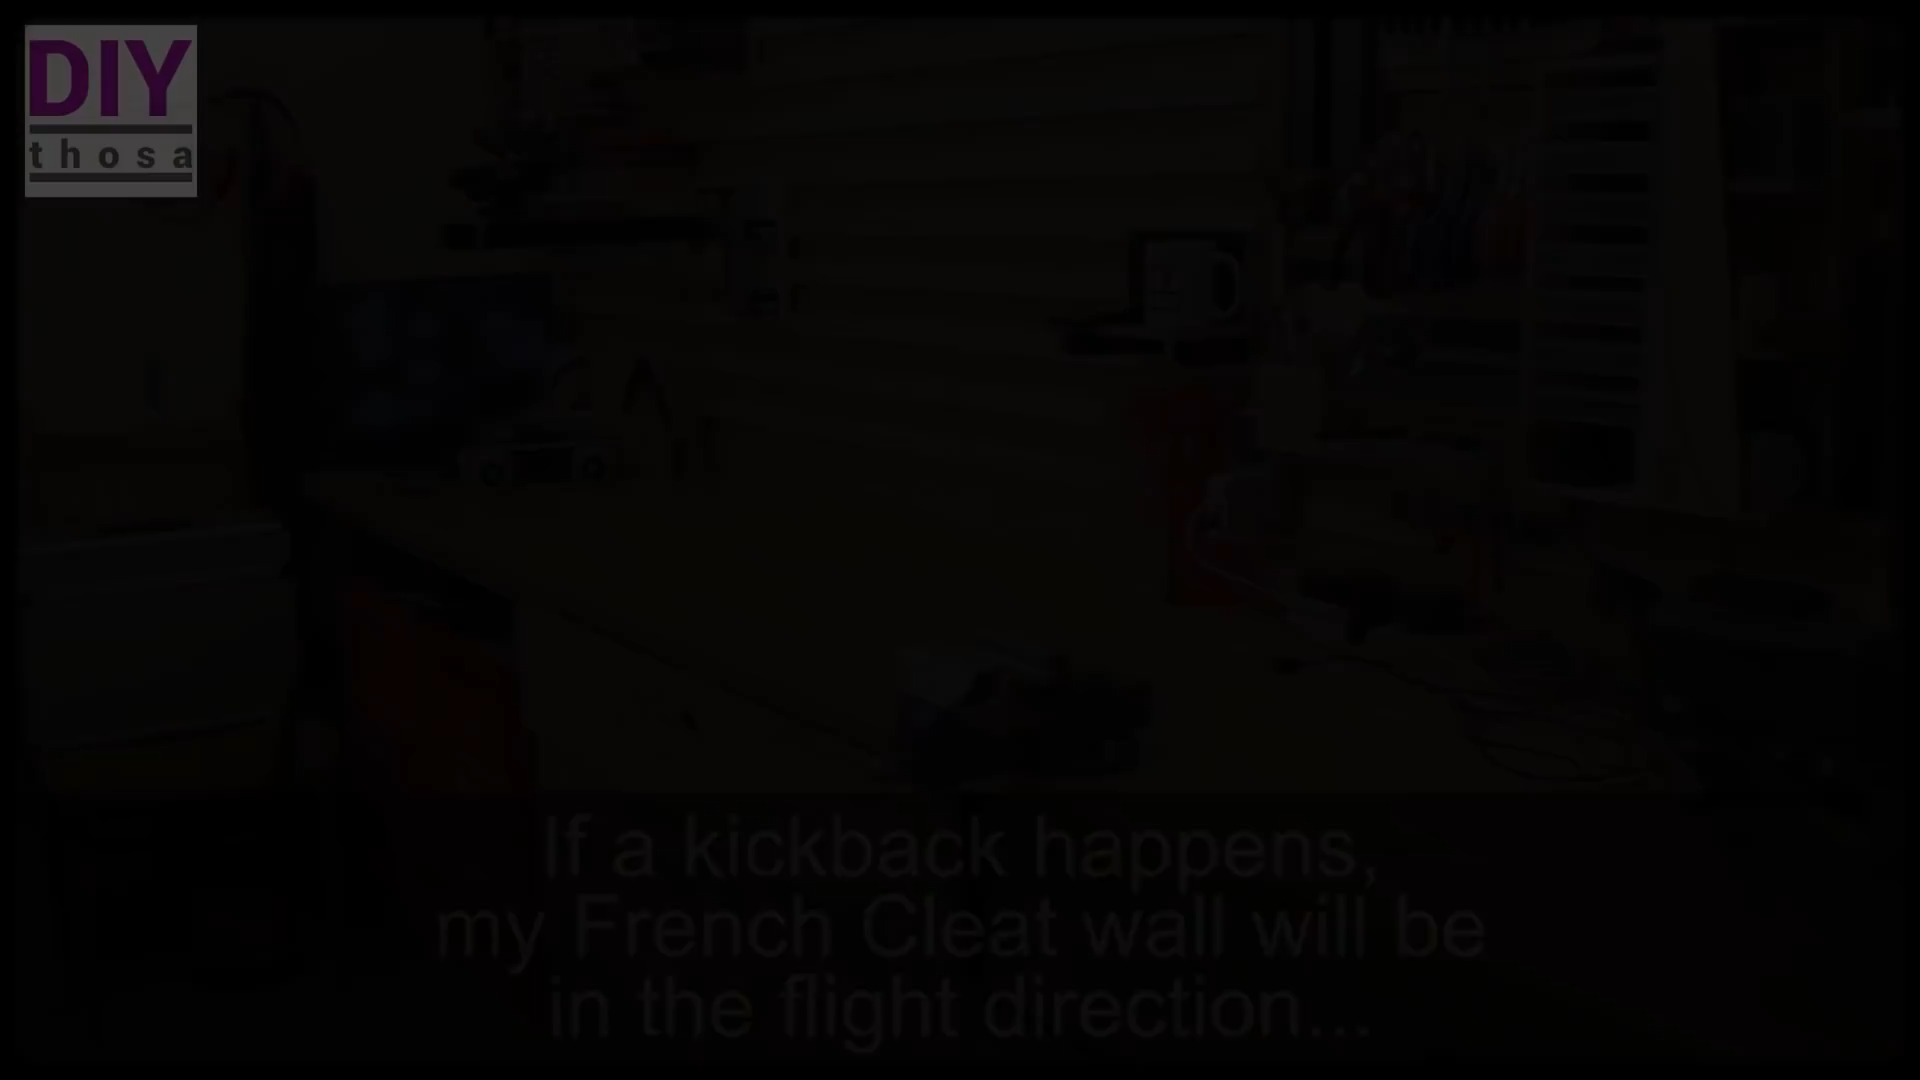 DIY
thosa
If a kickback happens,
my French Cleat wall will be
in the flight direction...